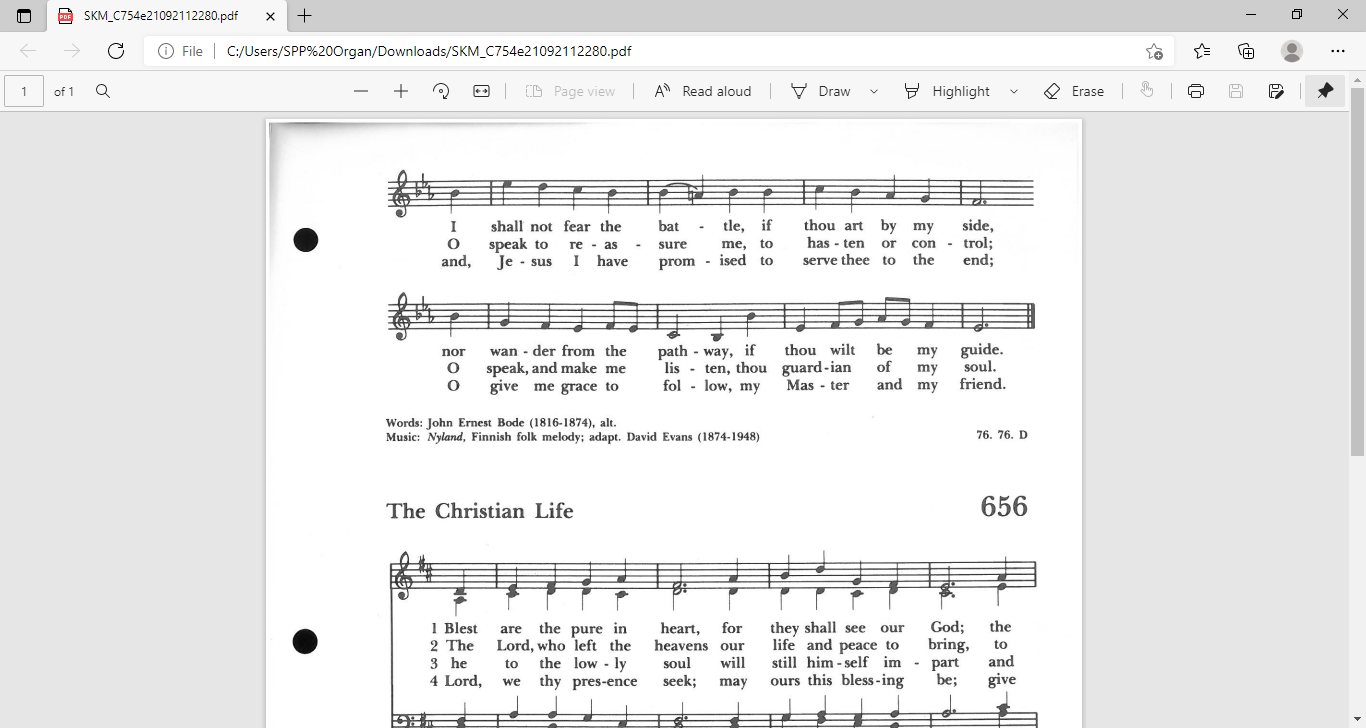 SKM_C754e21092112280.pdf
File C:/Users/SPP%20Organ/Downloads/SKM_C754e21092112280.pdf
1 of 1 Page view Read aloud Draw Highlight Erase
I shall not fear the bat - tle, if thou art by my side,
O speak to re - as - sure me, to has - ten or con - trol;
and, Je - sus I have prom - ised to serve thee to the end;
nor wan - der from the path - way, if thou wilt be my guide.
O speak, and make me lis - ten, thou guard - ian of my soul.
O give me grace to fol - low, my Mas - ter and my friend.
Words: John Ernest Bode (1816-1874), alt.
Music: Nyland, Finnish folk melody; adapt. David Evans (1874-1948) 76. 76. D
The Christian Life 656
1 Blest are the pure in heart, for they shall see our God; the
2 The Lord, who left the heavens our life and peace to bring, to
3 he to the low - ly soul will still him - self im - part and
4 Lord, we thy pres - ence seek; may ours this bless - ing be; give